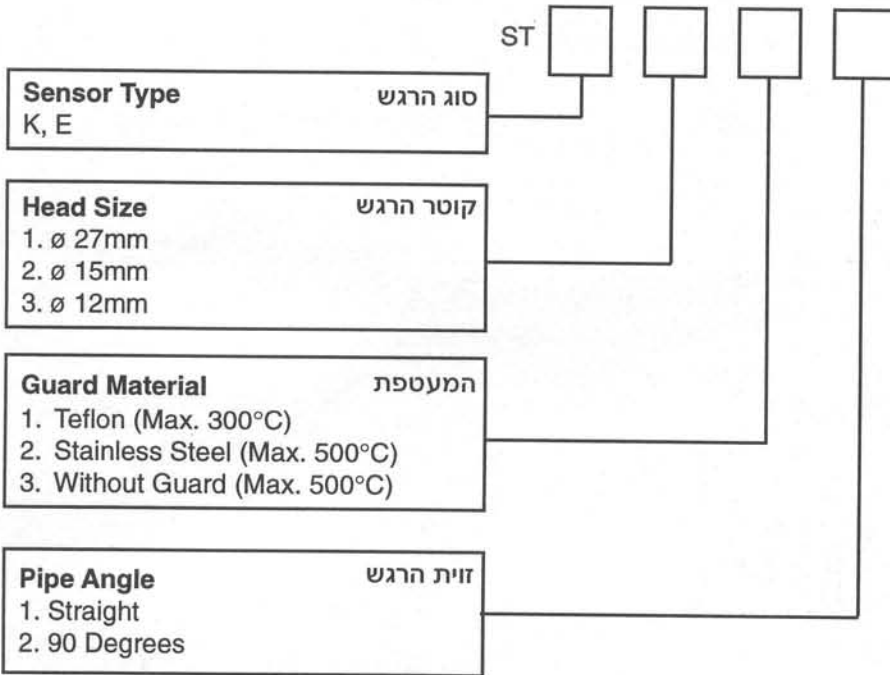 ST
Sensor Type סוג הרגש
K, E
Head Size קוטר הרגש
1. ø 27mm
2. ø 15mm
3. ø 12mm
Guard Material המעטפת
1. Teflon (Max. 300°C)
2. Stainless Steel (Max. 500°C)
3. Without Guard (Max. 500°C)
Pipe Angle זוית הרגש
1. Straight
2. 90 Degrees